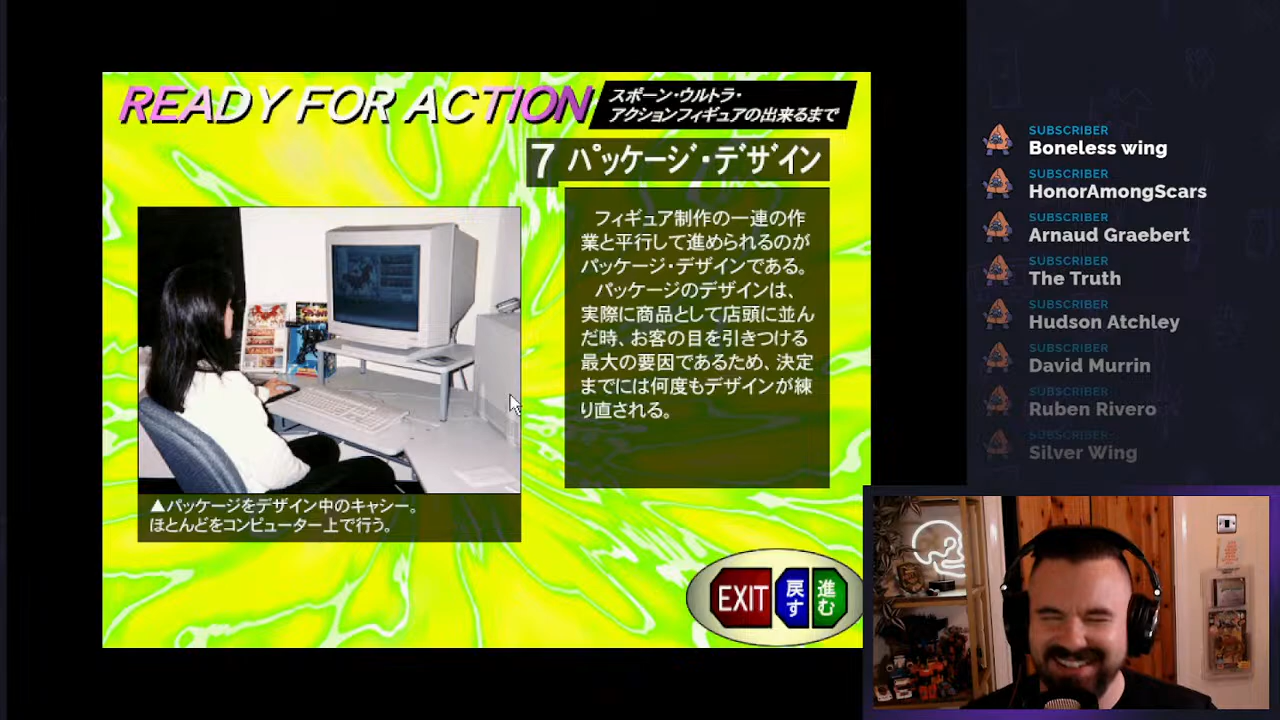 READY FOR ACTION
スポーン・ウルトラ・
アクションフィギュアの出来るまで
7 パッケージ・デザイン
フィギュア制作の一連の作
業と平行して進められるのが
パッケージ・デザインである。
パッケージのデザインは、
実際に商品として店頭に並ん
だ時、お客の目を引きつける
最大の要因であるため、決定
までには何度もデザインが練
り直される。
▲パッケージをデザイン中のキャシー。
ほとんどをコンピューター上で行う。
EXIT
戻す
進む
SUBSCRIBER
Boneless wing
SUBSCRIBER
HonorAmongScars
SUBSCRIBER
Arnaud Graebert
SUBSCRIBER
The Truth
SUBSCRIBER
Hudson Atchley
SUBSCRIBER
David Murrin
SUBSCRIBER
Ruben Rivero
SUBSCRIBER
Silver Wing